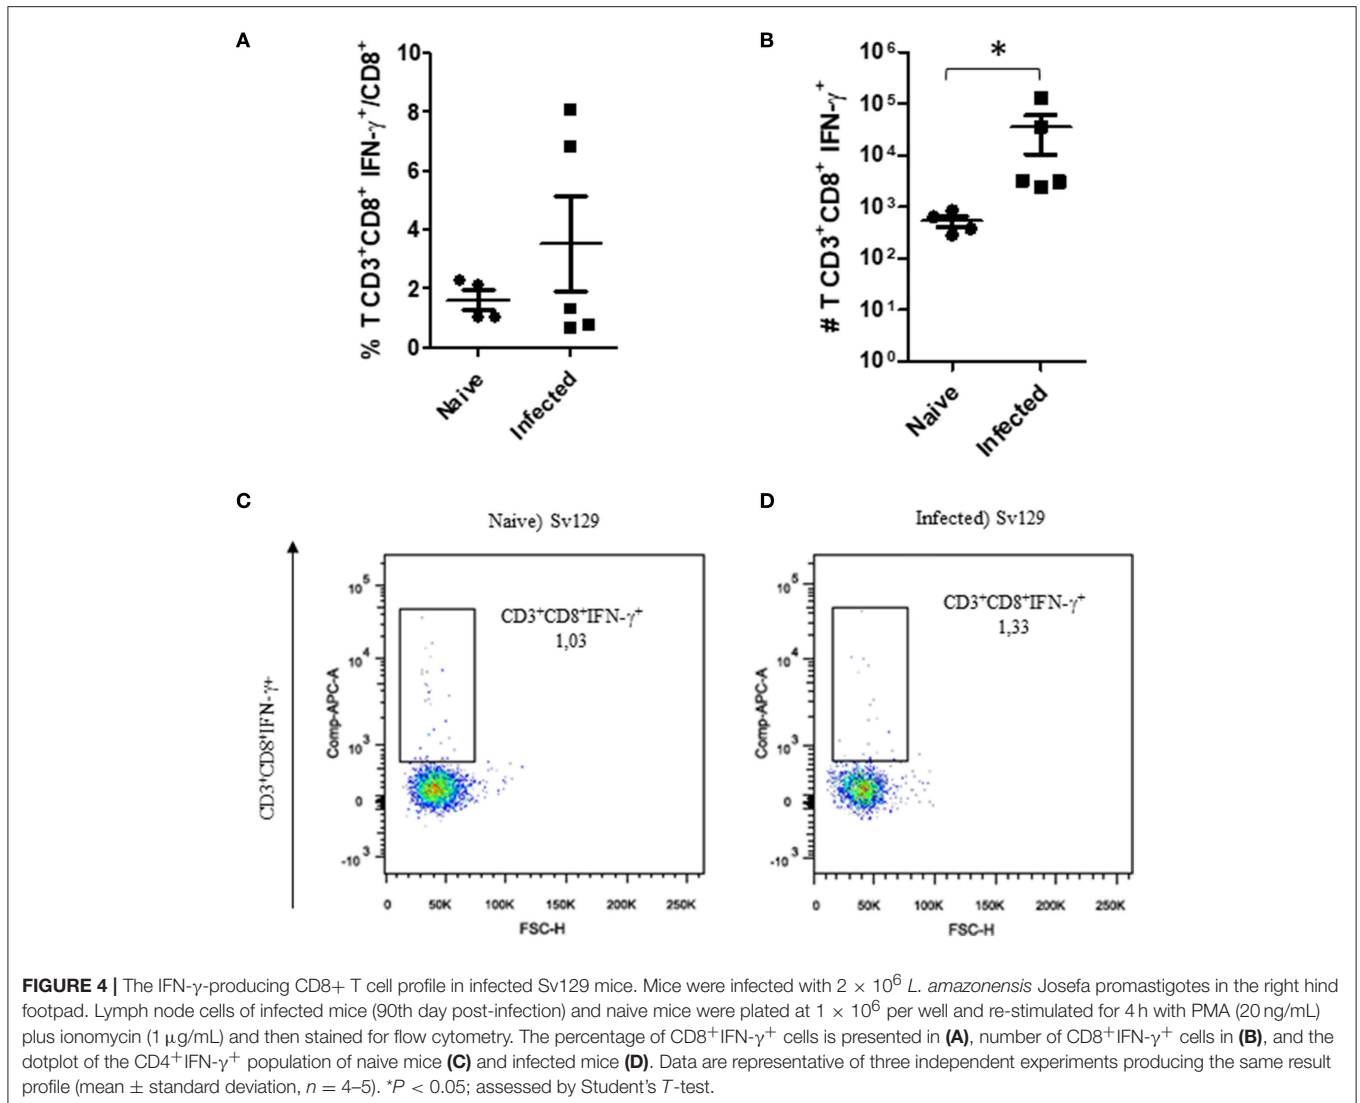 A
% T CD3⁺CD8⁺ IFN-γ⁺/CD8⁺
10
8
6
4
2
0
Naive
Infected
B
*
# T CD3⁺CD8⁺ IFN-γ⁺
10⁶
10⁵
10⁴
10³
10²
10¹
10⁰
Naive
Infected
C
Naive) Sv129
CD3⁺CD8⁺IFN-γ+
Comp-APC-A
10⁵
10⁴
10³
0
-10³
CD3⁺CD8⁺IFN-γ⁺
1,03
0 50K 100K 150K 200K 250K
FSC-H
D
Infected) Sv129
Comp-APC-A
10⁵
10⁴
10³
0
-10³
CD3⁺CD8⁺IFN-γ⁺
1,33
0 50K 100K 150K 200K 250K
FSC-H
FIGURE 4 | The IFN-γ-producing CD8+ T cell profile in infected Sv129 mice. Mice were infected with 2 × 10⁶ L. amazonensis Josefa promastigotes in the right hind
footpad. Lymph node cells of infected mice (90th day post-infection) and naive mice were plated at 1 × 10⁶ per well and re-stimulated for 4 h with PMA (20 ng/mL)
plus ionomycin (1 μg/mL) and then stained for flow cytometry. The percentage of CD8⁺IFN-γ⁺ cells is presented in (A), number of CD8⁺IFN-γ⁺ cells in (B), and the
dotplot of the CD4⁺IFN-γ⁺ population of naive mice (C) and infected mice (D). Data are representative of three independent experiments producing the same result
profile (mean ± standard deviation, n = 4–5). *P < 0.05; assessed by Student's T-test.